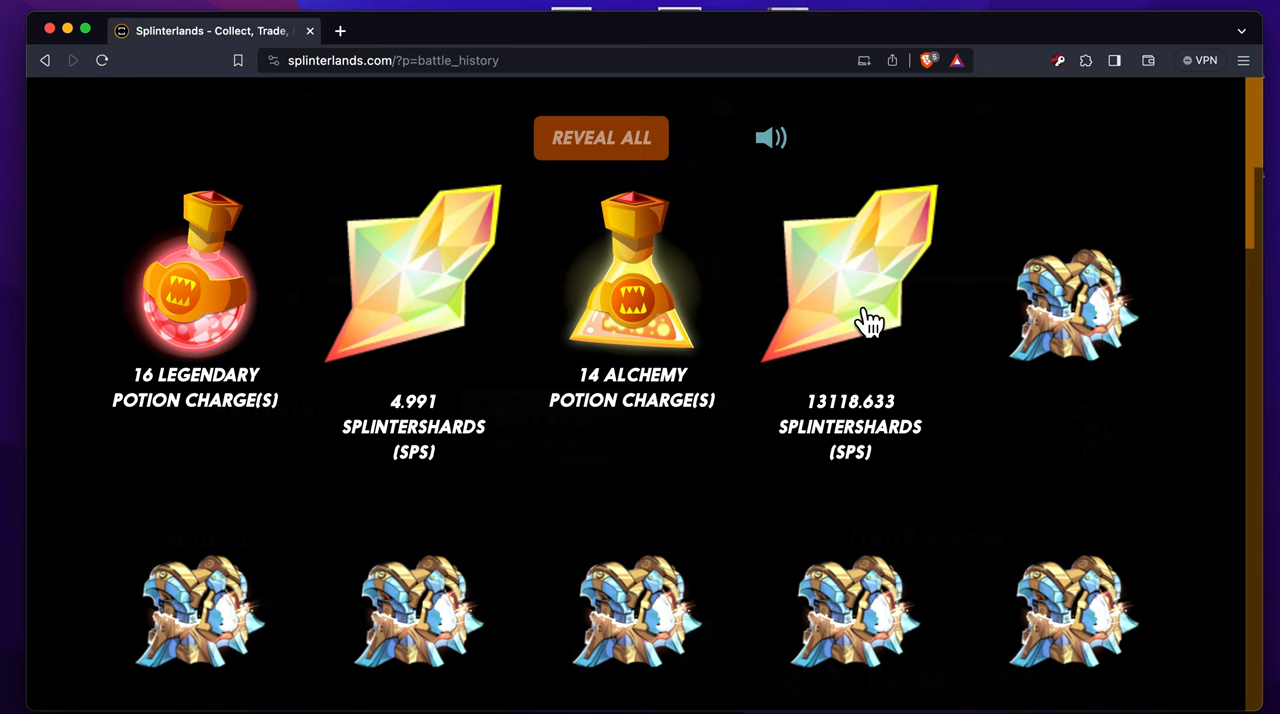 Splinterlands - Collect, Trade,
splinterlands.com/?p=battle_history
5
VPN
REVEAL ALL
16 LEGENDARY
POTION CHARGE(S)
4.991
SPLINTERSHARDS
(SPS)
14 ALCHEMY
POTION CHARGE(S)
13118.633
SPLINTERSHARDS
(SPS)